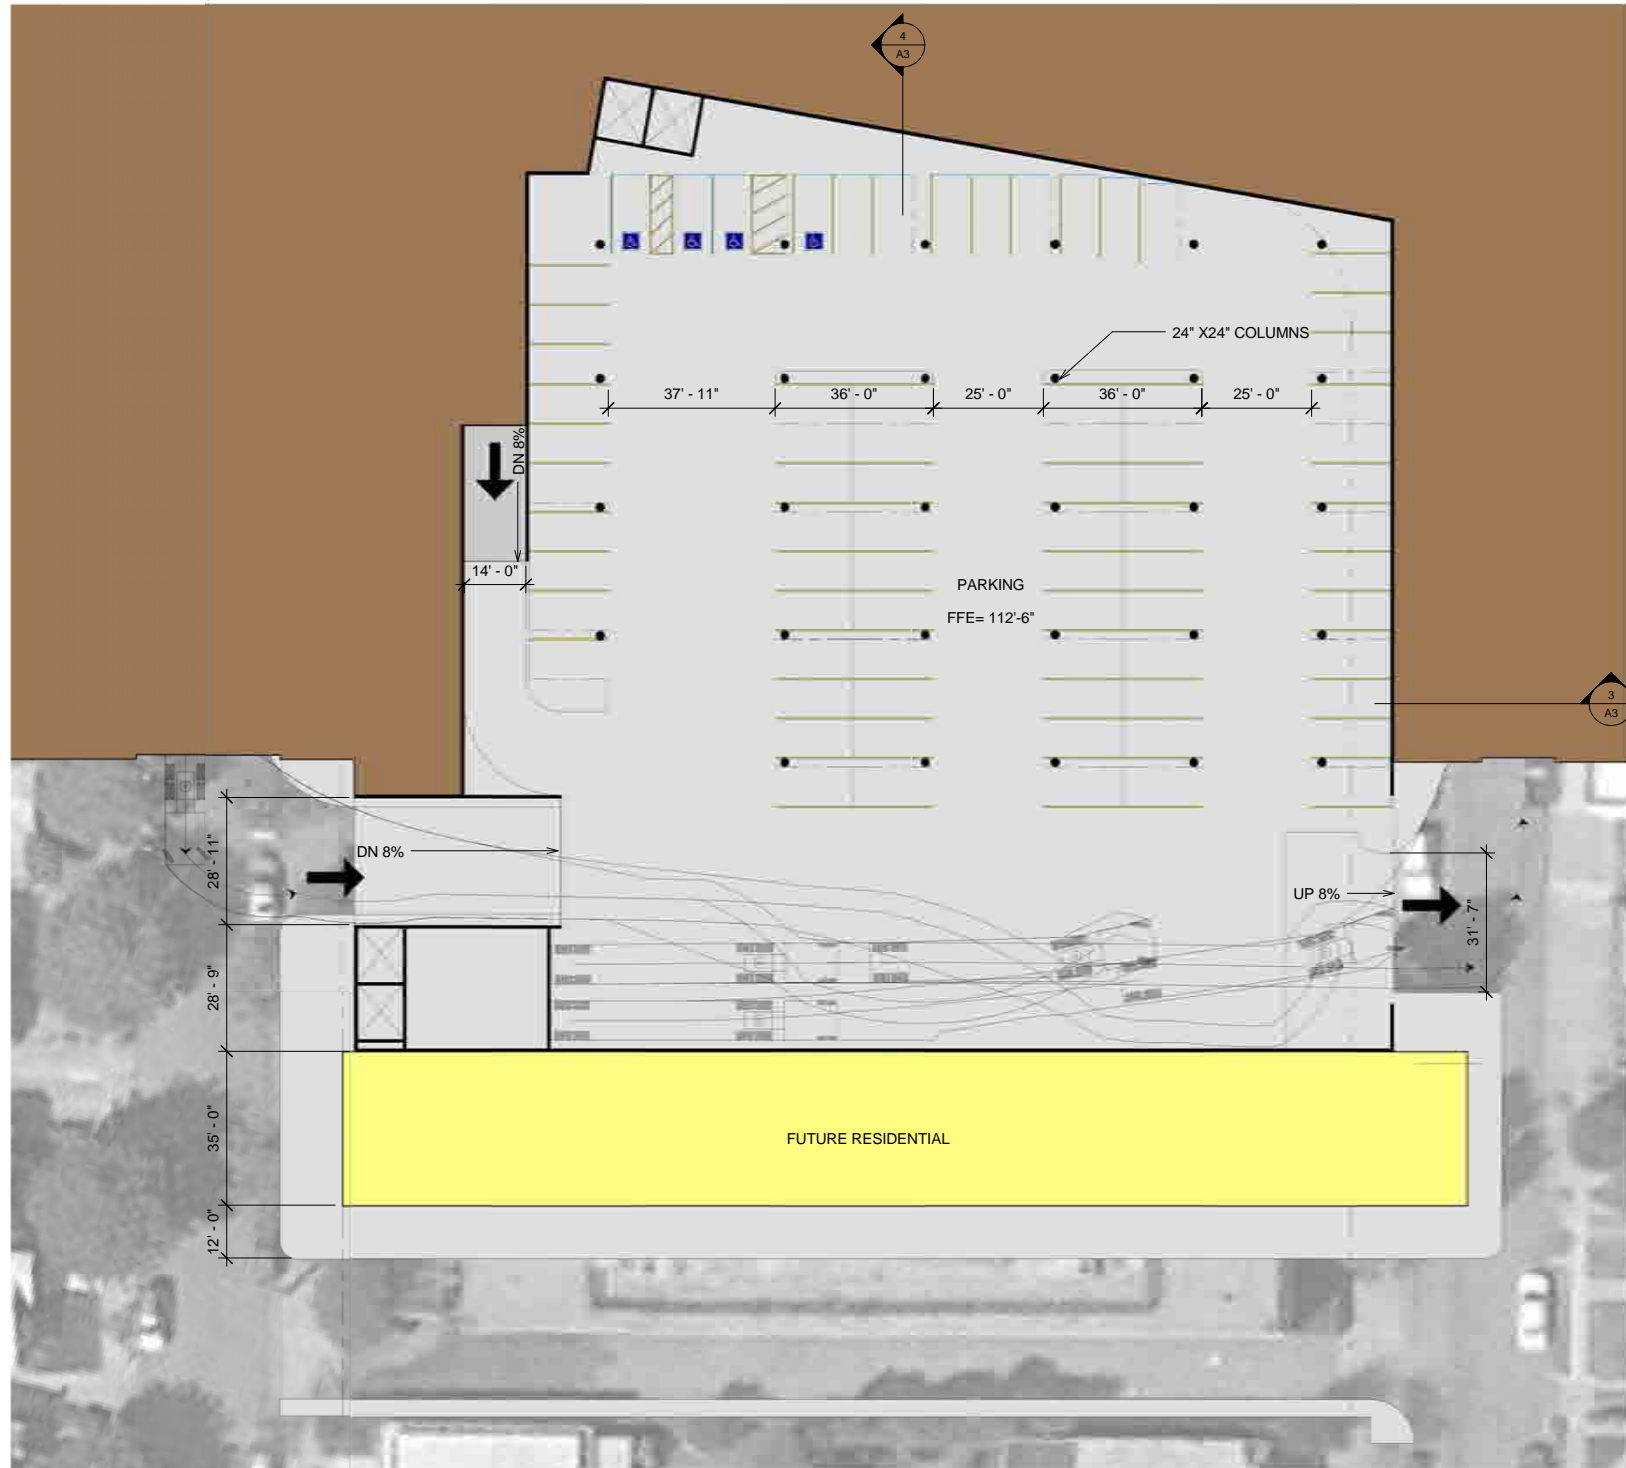 4
A3
24" X24" COLUMNS
37' - 11"
36' - 0"
25' - 0"
36' - 0"
25' - 0"
DN 8%
14' - 0"
PARKING
FFE= 112'-6"
3
A3
28' - 11"
DN 8%
UP 8%
31' - 7"
28' - 9"
35' - 0"
FUTURE RESIDENTIAL
12' - 0"